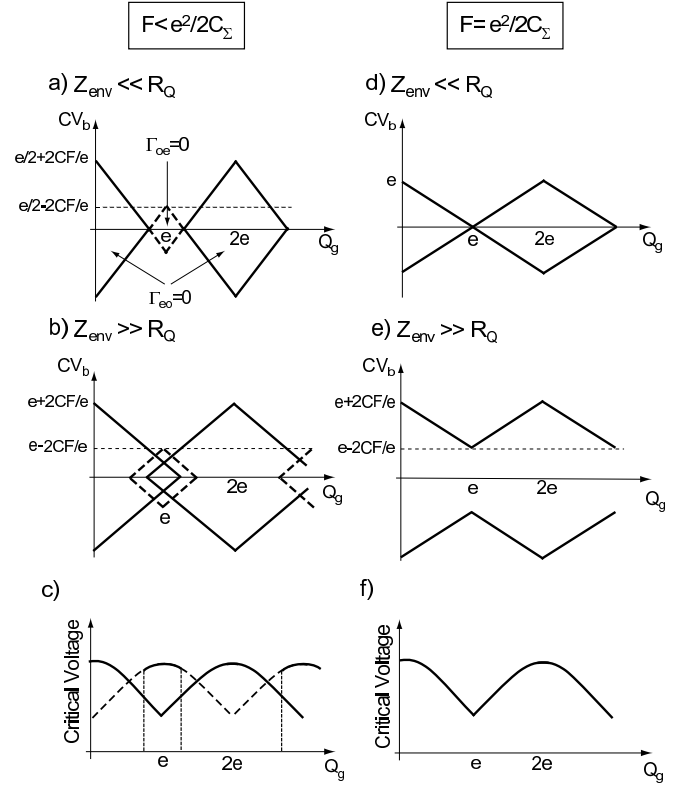 F< e²/2C_Σ
F= e²/2C_Σ
a) Z_env << R_Q
d) Z_env << R_Q
CV_b
CV_b
Γ_oe=0
e/2+2CF/e
e
e/2-2CF/e
e
2e
Q_g
e
2e
Q_g
Γ_eo=0
b) Z_env >> R_Q
e) Z_env >> R_Q
CV_b
CV_b
e+2CF/e
e+2CF/e
e-2CF/e
e-2CF/e
2e
Q_g
e
2e
Q_g
e
c)
f)
Critical Voltage
Critical Voltage
e
2e
Q_g
e
2e
Q_g